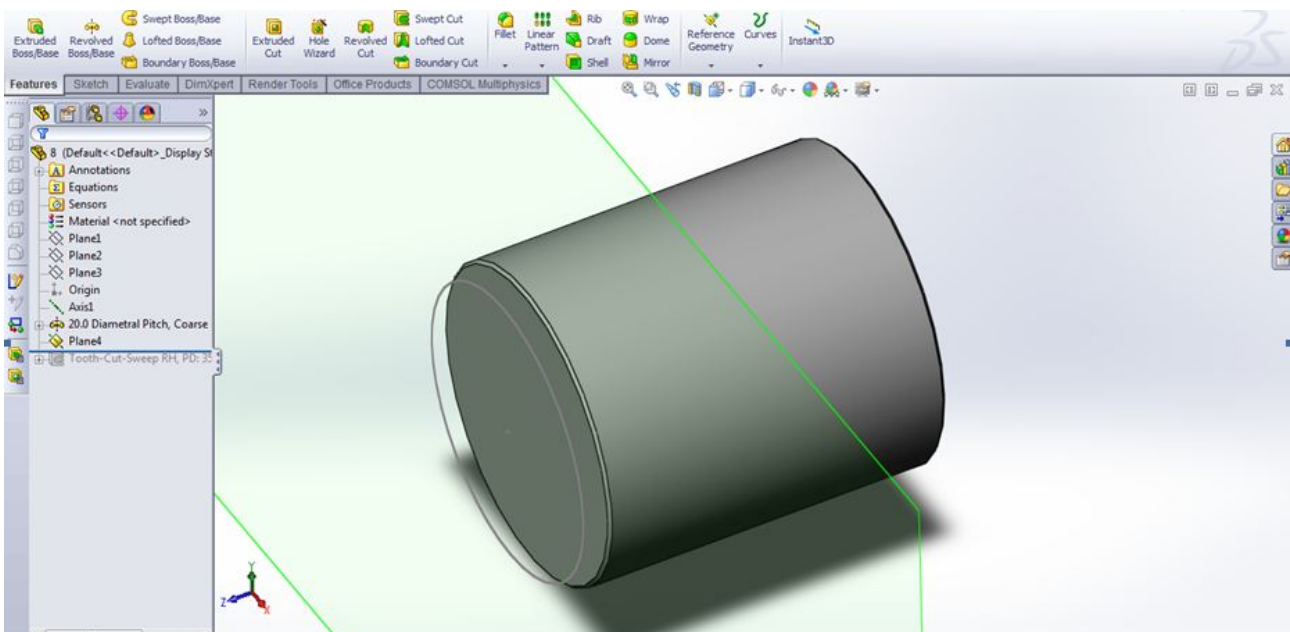 Extruded Boss/Base
Revolved Boss/Base
Swept Boss/Base
Lofted Boss/Base
Boundary Boss/Base
Extruded Cut
Hole Wizard
Revolved Cut
Swept Cut
Lofted Cut
Boundary Cut
Fillet
Linear Pattern
Rib
Draft
Shell
Wrap
Dome
Mirror
Reference Geometry
Curves
Instant3D
Features Sketch Evaluate DimXpert Render Tools Office Products COMSOL Multiphysics
8 (Default<<Default>_Display St
Annotations
Equations
Sensors
Material <not specified>
Plane1
Plane2
Plane3
Origin
Axis1
20.0 Diametral Pitch, Coarse
Plane4
Tooth-Cut-Sweep RH, PD: 35
Y
Z
X